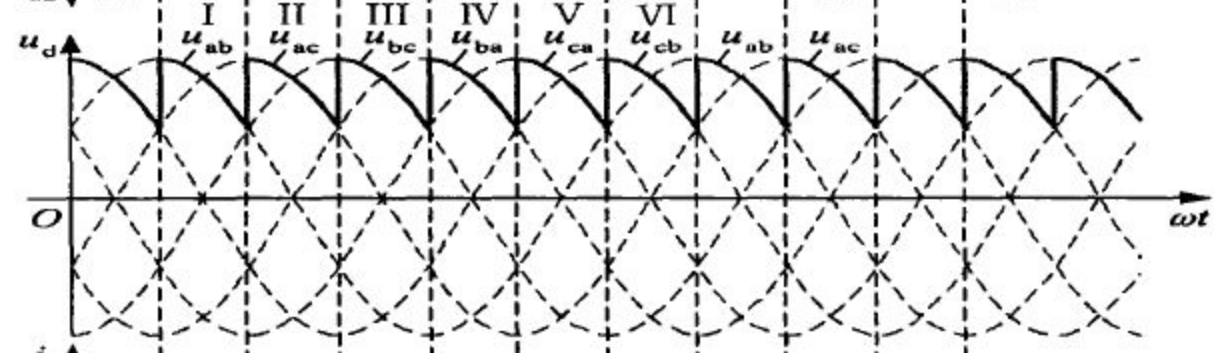 I II III IV V VI
u_d u_ab u_ac u_bc u_ba u_ca u_cb u_ab u_ac
O ωt